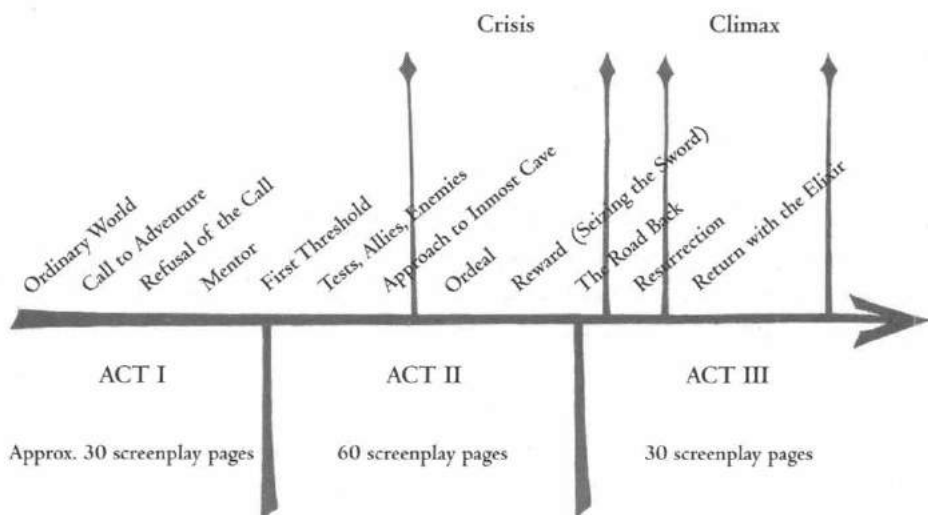 Crisis
Climax
Ordinary World
Call to Adventure
Refusal of the Call
Mentor
First Threshold
Tests, Allies, Enemies
Approach to Inmost Cave
Ordeal
Reward (Seizing the Sword)
The Road Back
Resurrection
Return with the Elixir
ACT I
ACT II
ACT III
Approx. 30 screenplay pages
60 screenplay pages
30 screenplay pages